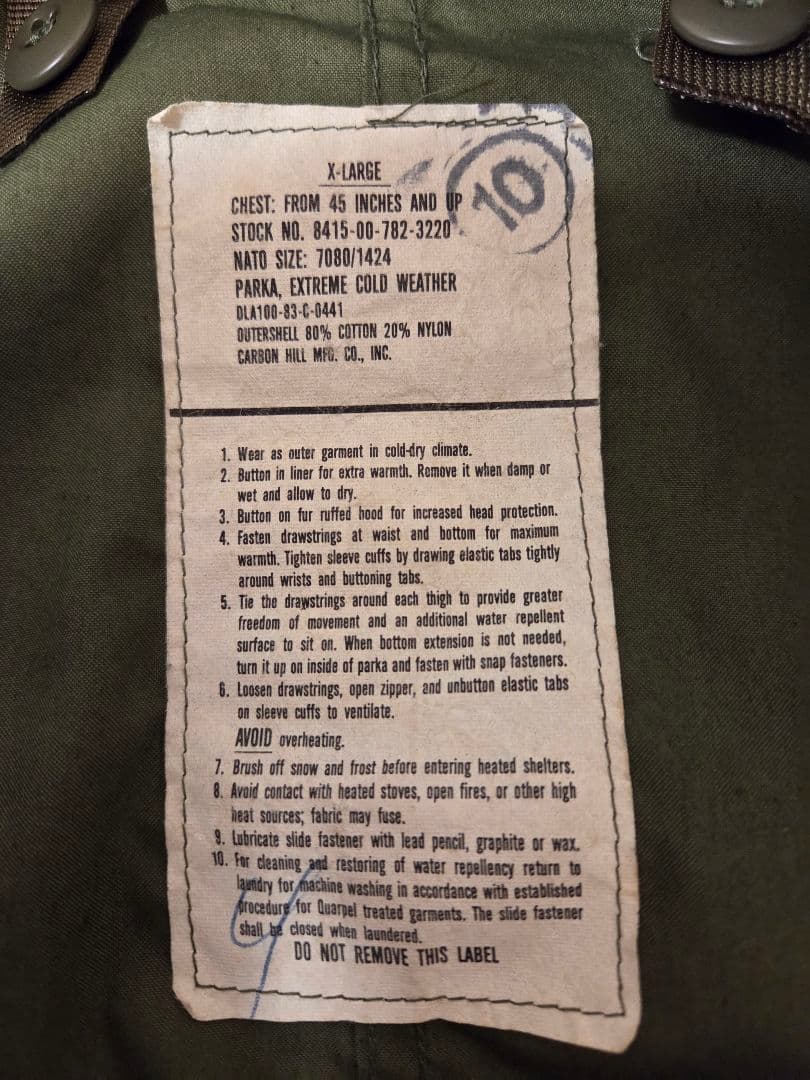 X-LARGE
10
CHEST: FROM 45 INCHES AND UP
STOCK NO. 8415-00-782-3220
NATO SIZE: 7080/1424
PARKA, EXTREME COLD WEATHER
DLA100-83-C-0441
OUTERSHELL 80% COTTON 20% NYLON
CARBON HILL MFG. CO., INC.
1. Wear as outer garment in cold-dry climate.
2. Button in liner for extra warmth. Remove it when damp or
wet and allow to dry.
3. Button on fur ruffed hood for increased head protection.
4. Fasten drawstrings at waist and bottom for maximum
warmth. Tighten sleeve cuffs by drawing elastic tabs tightly
around wrists and buttoning tabs.
5. Tie the drawstrings around each thigh to provide greater
freedom of movement and an additional water repellent
surface to sit on. When bottom extension is not needed,
turn it up on inside of parka and fasten with snap fasteners.
6. Loosen drawstrings, open zipper, and unbutton elastic tabs
on sleeve cuffs to ventilate.
AVOID overheating.
7. Brush off snow and frost before entering heated shelters.
8. Avoid contact with heated stoves, open fires, or other high
heat sources; fabric may fuse.
9. Lubricate slide fastener with lead pencil, graphite or wax.
10. For cleaning and restoring of water repellency return to
laundry for machine washing in accordance with established
procedure for Quarpel treated garments. The slide fastener
shall be closed when laundered.
DO NOT REMOVE THIS LABEL